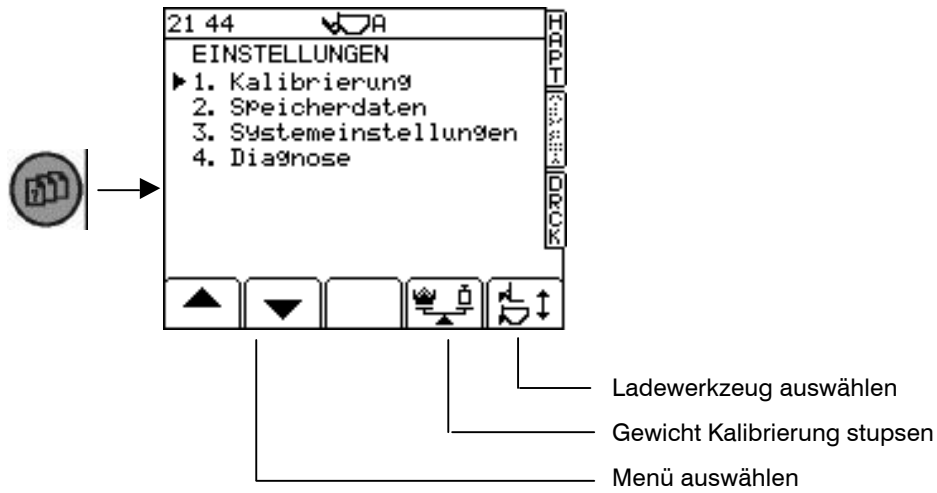 21 44 A
EINSTELLUNGEN
1. Kalibrierung
2. Speicherdaten
3. Systemeinstellungen
4. Diagnose
HAPT
DRCK
Ladewerkzeug auswählen
Gewicht Kalibrierung stupsen
Menü auswählen